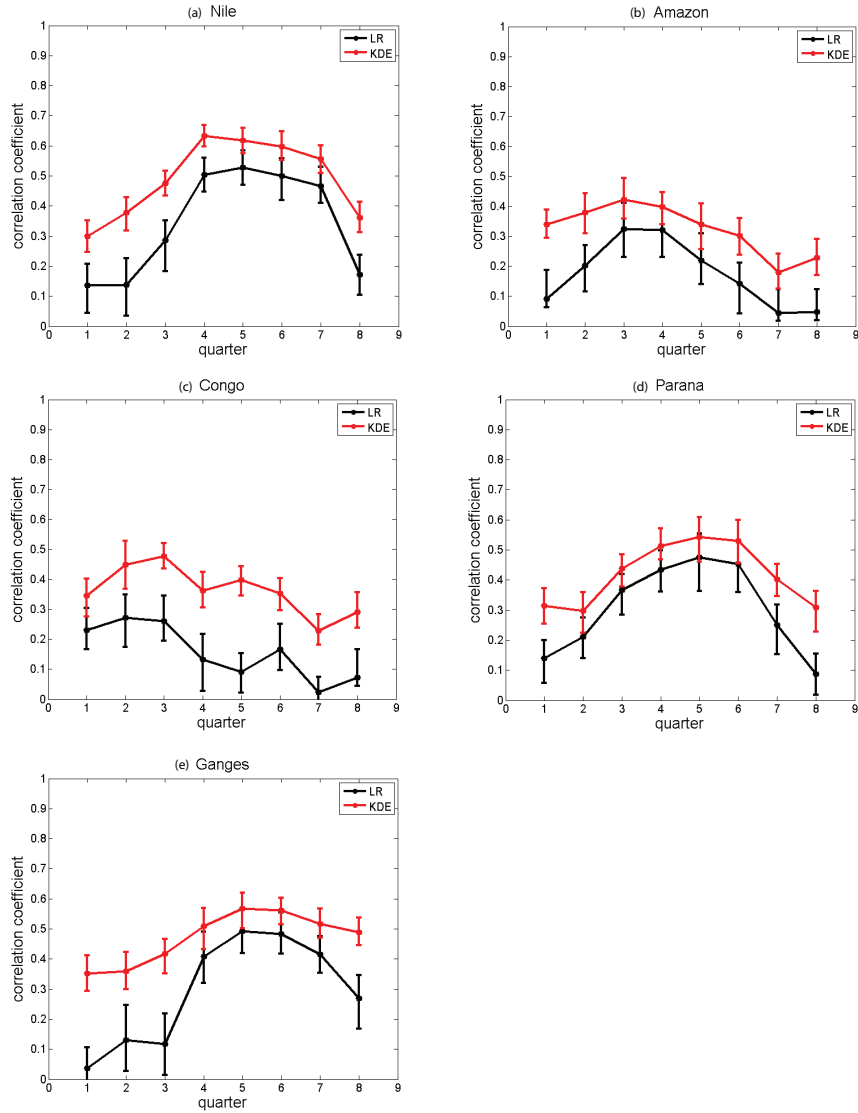 (a) Nile
LR
KDE
correlation coefficient
1
0.9
0.8
0.7
0.6
0.5
0.4
0.3
0.2
0.1
0
0 1 2 3 4 5 6 7 8 9
quarter
(b) Amazon
LR
KDE
correlation coefficient
1
0.9
0.8
0.7
0.6
0.5
0.4
0.3
0.2
0.1
0
0 1 2 3 4 5 6 7 8 9
quarter
(c) Congo
LR
KDE
correlation coefficient
1
0.9
0.8
0.7
0.6
0.5
0.4
0.3
0.2
0.1
0
0 1 2 3 4 5 6 7 8 9
quarter
(d) Parana
LR
KDE
correlation coefficient
1
0.9
0.8
0.7
0.6
0.5
0.4
0.3
0.2
0.1
0
0 1 2 3 4 5 6 7 8 9
quarter
(e) Ganges
LR
KDE
correlation coefficient
1
0.9
0.8
0.7
0.6
0.5
0.4
0.3
0.2
0.1
0
0 1 2 3 4 5 6 7 8 9
quarter